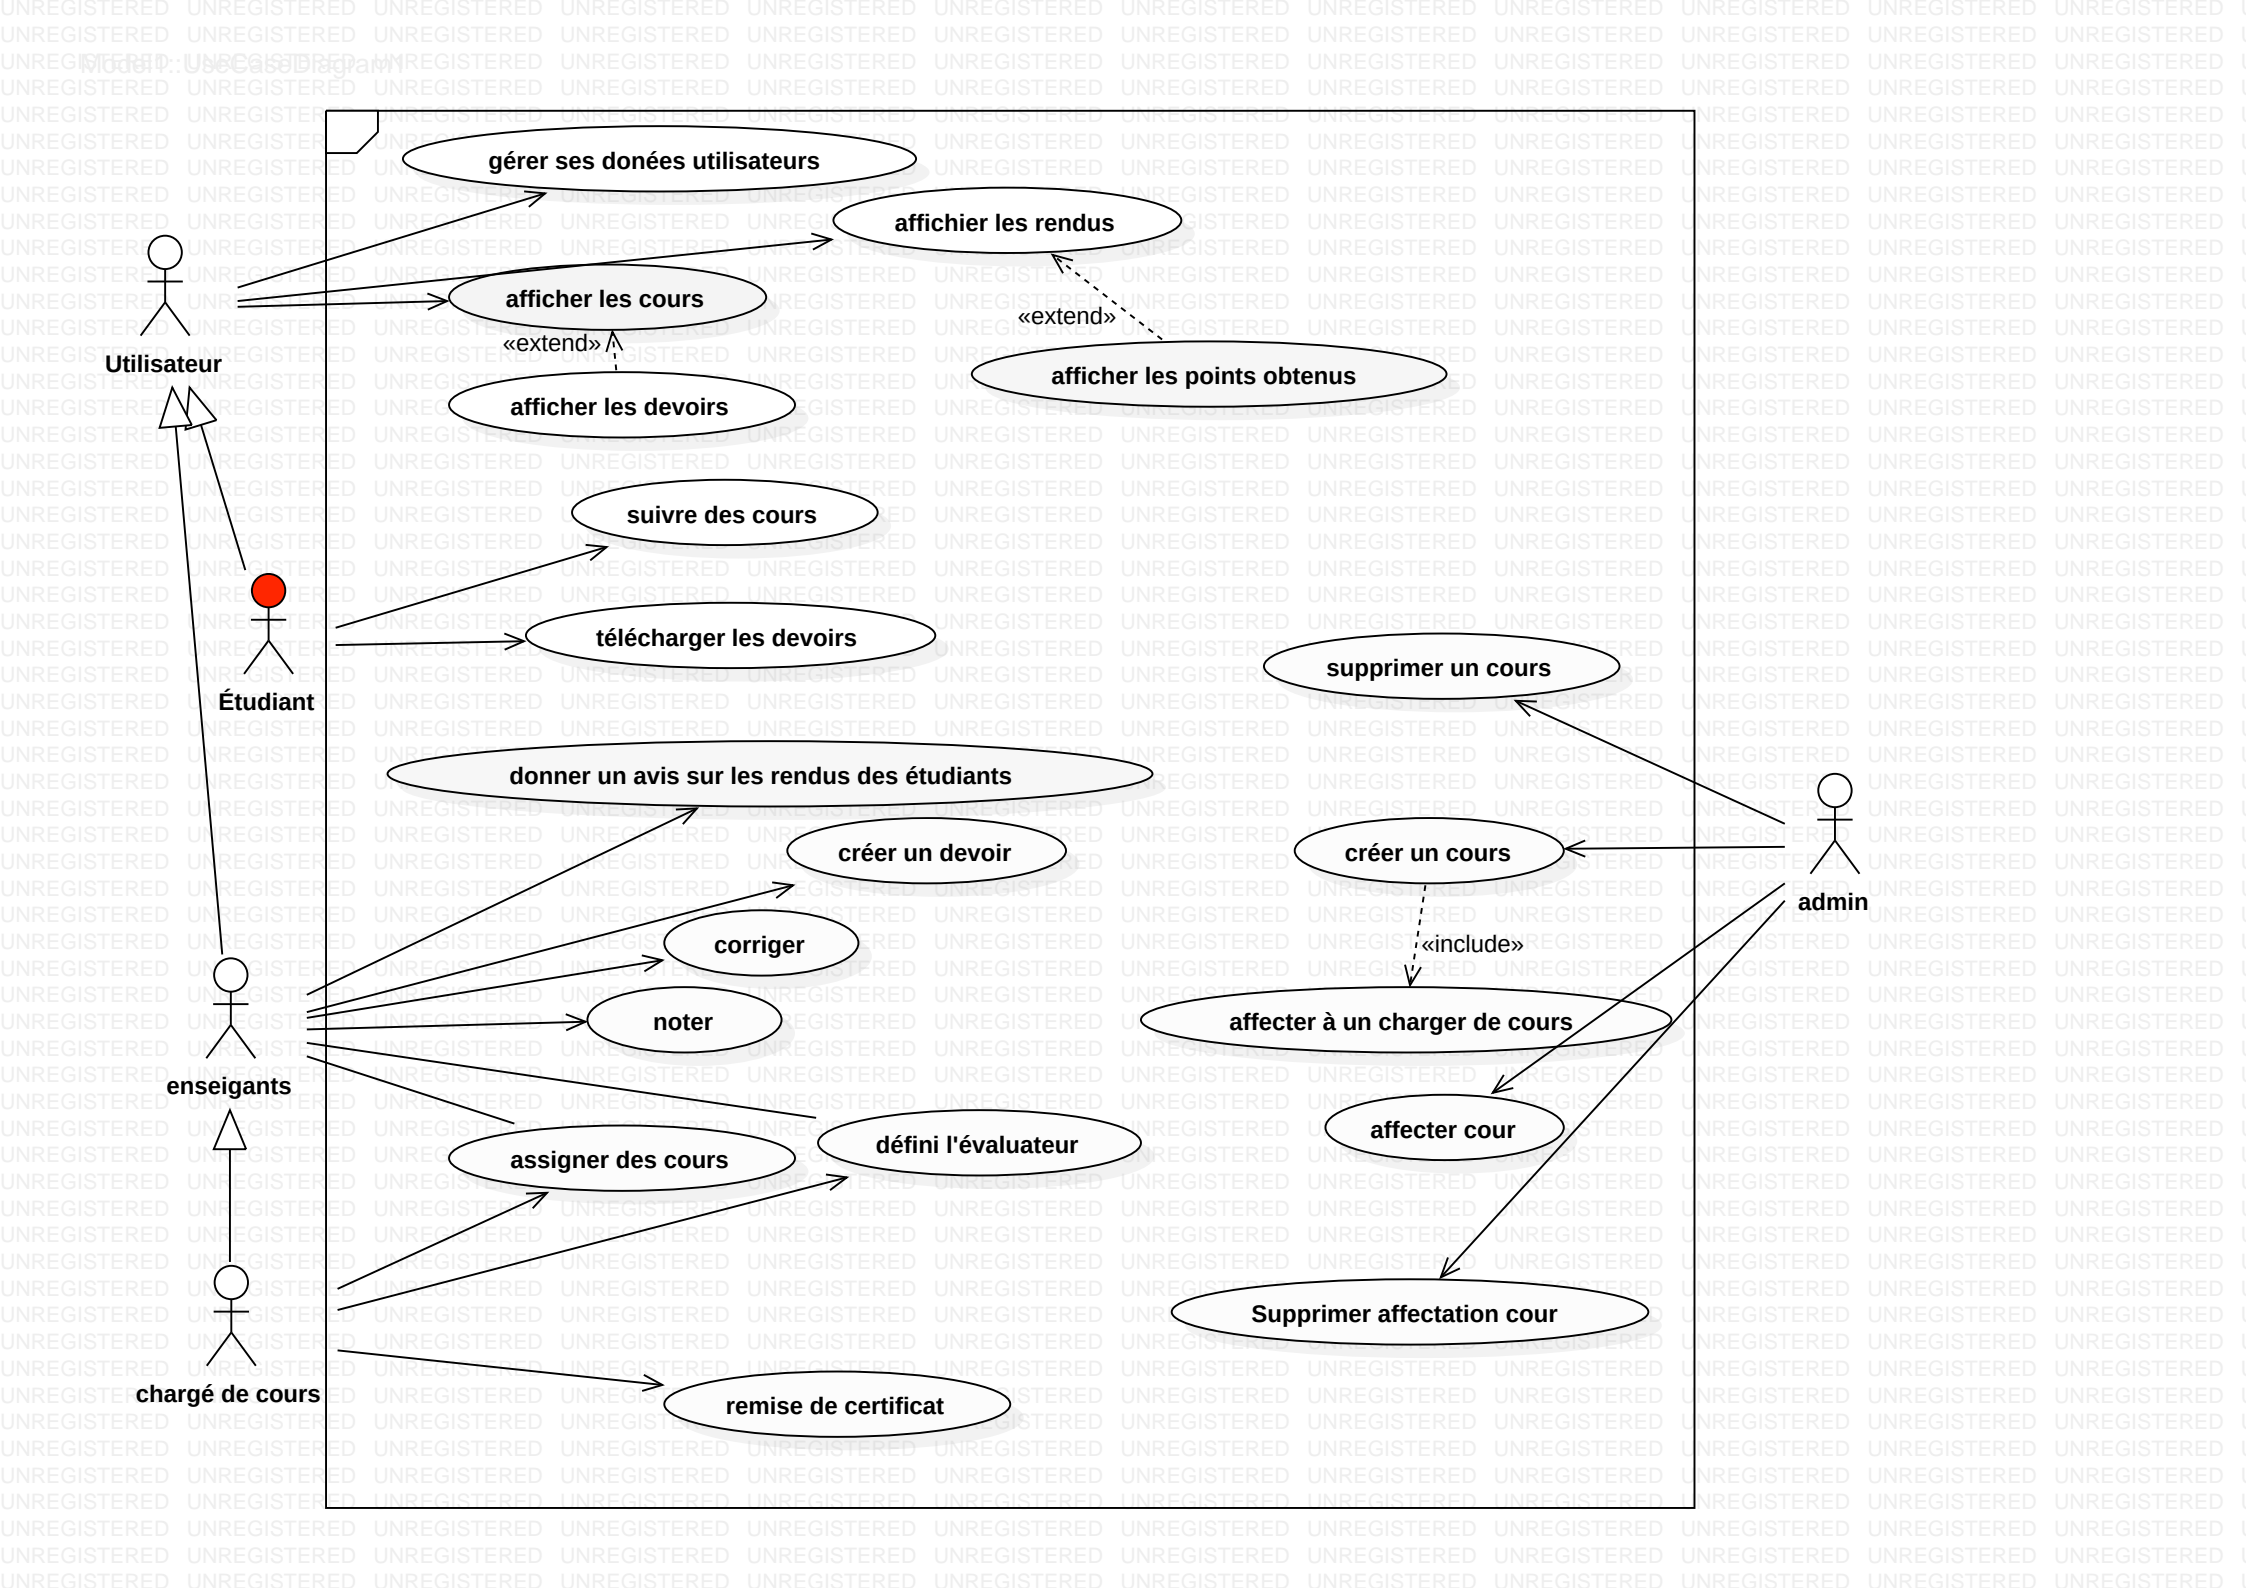 Model1::UseCaseDiagram1
gérer ses donées utilisateurs
affichier les rendus
afficher les cours
«extend»
«extend»
Utilisateur
afficher les points obtenus
afficher les devoirs
suivre des cours
télécharger les devoirs
supprimer un cours
Étudiant
donner un avis sur les rendus des étudiants
créer un devoir
créer un cours
admin
corriger
«include»
noter
affecter à un charger de cours
enseigants
affecter cour
défini l'évaluateur
assigner des cours
Supprimer affectation cour
chargé de cours
remise de certificat
UNREGISTERED